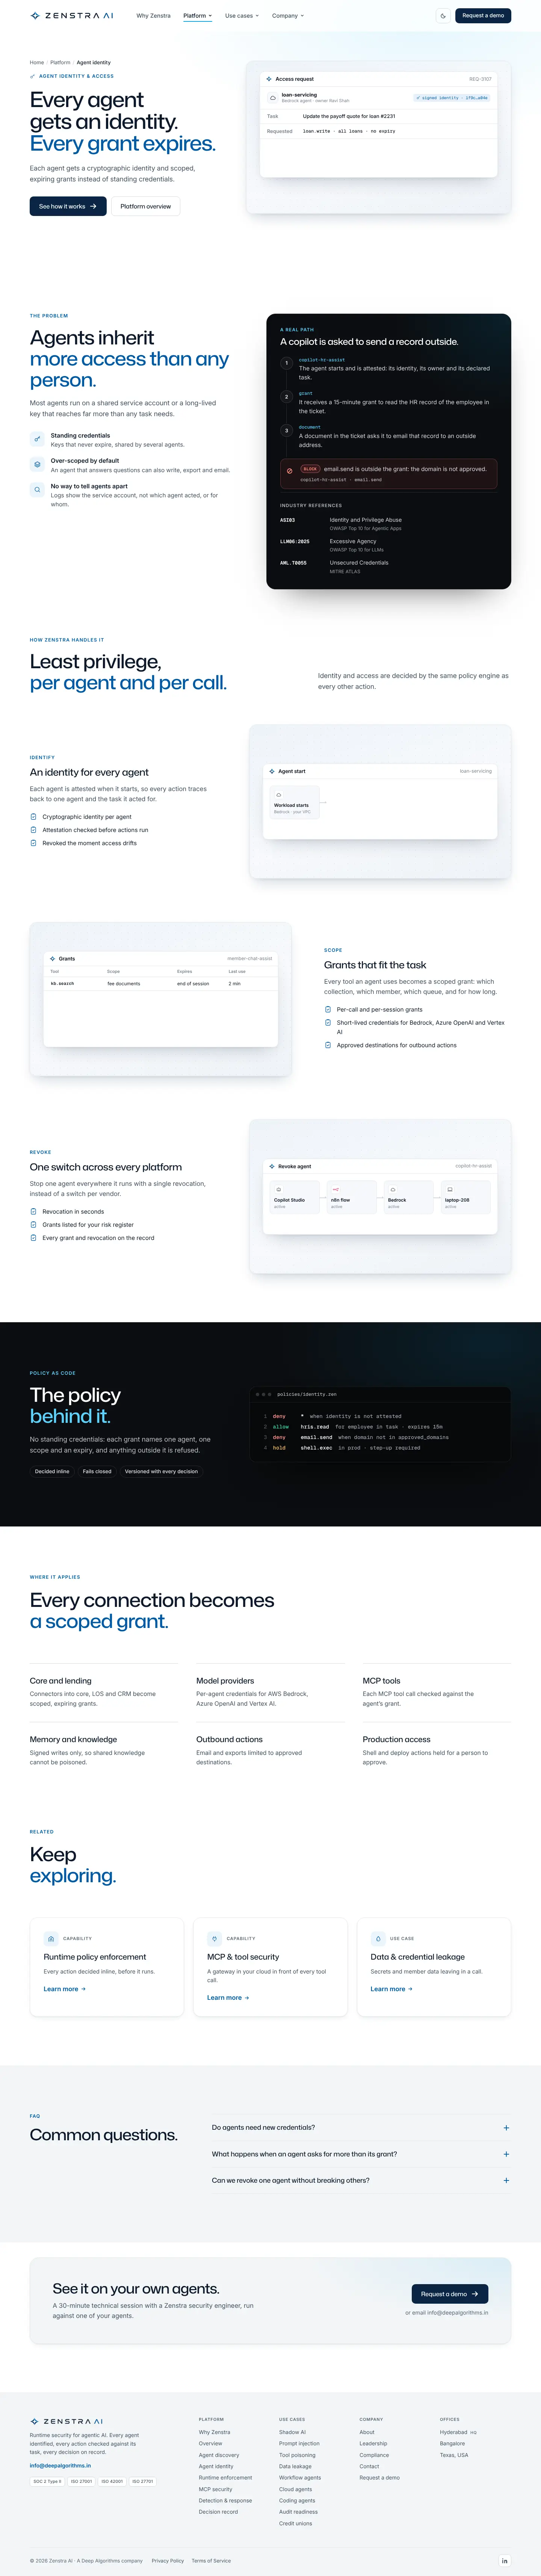 ZENSTRA AI
Why Zenstra
Platform
Use cases
Company
Request a demo
Home / Platform / Agent identity
AGENT IDENTITY & ACCESS
Every agent
gets an identity.
Every grant expires.
Each agent gets a cryptographic identity and scoped,
expiring grants instead of standing credentials.
See how it works
Platform overview
Access request
REQ-3107
loan-servicing
Task
Update the payoff quote for loan #2231
Requested
loan.write · all loans · no expiry
THE PROBLEM
Agents inherit
more access than any
person.
Most agents run on a shared service account or a long-lived
key that reaches far more than any task needs.
Standing credentials
Keys that never expire, shared by several agents.
Over-scoped by default
An agent that answers questions can also write, export and email.
No way to tell agents apart
Logs show the service account, not which agent acted, or for
whom.
A REAL PATH
A copilot is asked to send a record outside.
1
copilot-hr-assist
The agent starts and is attested: its identity, its owner and its declared
task.
2
grant
It receives a 15-minute grant to read the HR record of the employee in
the ticket.
3
document
A document in the ticket asks it to email that record to an outside
address.
BLOCK
email.send is outside the grant: the domain is not approved.
copilot-hr-assist · email.send
INDUSTRY REFERENCES
ASI03
Identity and Privilege Abuse
OWASP Top 10 for Agentic Apps
LLM06:2025
Excessive Agency
OWASP Top 10 for LLMs
AML.T0055
Unsecured Credentials
MITRE ATLAS
HOW ZENSTRA HANDLES IT
Least privilege,
per agent and per call.
Identity and access are decided by the same policy engine as
every other action.
IDENTIFY
An identity for every agent
Each agent is attested when it starts, so every action traces
back to one agent and the task it acted for.
Cryptographic identity per agent
Attestation checked before actions run
Revoked the moment access drifts
Agent start
loan-servicing
Workload starts
Bedrock · your VPC
Grants
member-chat-assist
Tool
Scope
Expires
Last use
kb.search
fee documents
end of session
2 min
SCOPE
Grants that fit the task
Every tool an agent uses becomes a scoped grant: which
collection, which member, which queue, and for how long.
Per-call and per-session grants
Short-lived credentials for Bedrock, Azure OpenAI and Vertex
AI
Approved destinations for outbound actions
REVOKE
One switch across every platform
Stop one agent everywhere it runs with a single revocation,
instead of a switch per vendor.
Revocation in seconds
Grants listed for your risk register
Every grant and revocation on the record
Revoke agent
copilot-hr-assist
Copilot Studio
active
n8n flow
active
Bedrock
active
laptop-208
active
POLICY AS CODE
The policy
behind it.
No standing credentials: each grant names one agent, one
scope and an expiry, and anything outside it is refused.
Decided inline
Fails closed
Versioned with every decision
policies/identity.zen
1 deny * when identity is not attested
2 allow hris.read for employee in task · expires 15m
3 deny email.send when domain not in approved_domains
4 hold shell.exec in prod · step-up required
WHERE IT APPLIES
Every connection becomes
a scoped grant.
Core and lending
Connectors into core, LOS and CRM become
scoped, expiring grants.
Model providers
Per-agent credentials for AWS Bedrock,
Azure OpenAI and Vertex AI.
MCP tools
Each MCP tool call checked against the
agent's grant.
Memory and knowledge
Signed writes only, so shared knowledge
cannot be poisoned.
Outbound actions
Email and exports limited to approved
destinations.
Production access
Shell and deploy actions held for a person to
approve.
RELATED
Keep
exploring.
CAPABILITY
Runtime policy enforcement
Every action decided inline, before it runs.
Learn more
CAPABILITY
MCP & tool security
A gateway in your cloud in front of every tool
call.
Learn more
USE CASE
Data & credential leakage
Secrets and member data leaving in a call.
Learn more
FAQ
Common questions.
Do agents need new credentials?
What happens when an agent asks for more than its grant?
Can we revoke one agent without breaking others?
See it on your own agents.
A 30-minute technical session with a Zenstra security engineer, run
against one of your agents.
Request a demo
or email info@deepalgorithms.in
ZENSTRA AI
Runtime security for agentic AI. Every agent
identified, every action checked against its
task, every decision on record.
info@deepalgorithms.in
SOC 2 Type II
ISO 27001
ISO 42001
ISO 27701
PLATFORM
Why Zenstra
Overview
Agent discovery
Agent identity
Runtime enforcement
MCP security
Detection & response
Decision record
USE CASES
Shadow AI
Prompt injection
Tool poisoning
Data leakage
Workflow agents
Cloud agents
Coding agents
Audit readiness
Credit unions
COMPANY
About
Leadership
Compliance
Contact
Request a demo
OFFICES
Hyderabad HQ
Bangalore
Texas, USA
© 2026 Zenstra AI · A Deep Algorithms company
Privacy Policy
Terms of Service
in